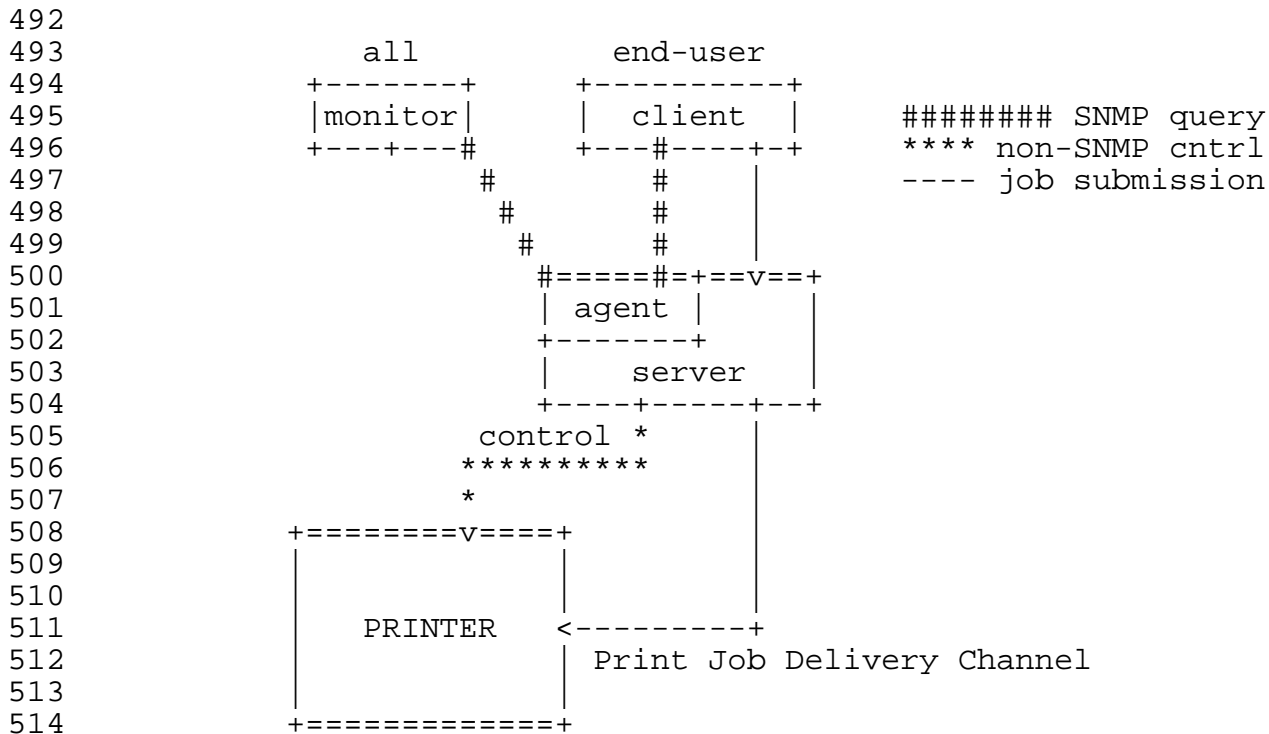 492
493                all          end-user
494             +-------+     +----------+
495             |monitor|     |  client  |     ######## SNMP query
496             +---+---#     +---#----+-+     **** non-SNMP cntrl
497                      #        #    |       ---- job submission
498                       #       #    |
499                        #      #    |
500                         #=====#=+==v==+
501                         | agent |     |
502                         +-------+     |
503                         |    server   |
504                         +----+-----+--+
505                      control *     |
506                     **********     |
507                     *              |
508            +========v====+         |
509            |             |         |
510            |             |         |
511            |   PRINTER   <---------+
512            |             | Print Job Delivery Channel
513            |             |
514            +=============+